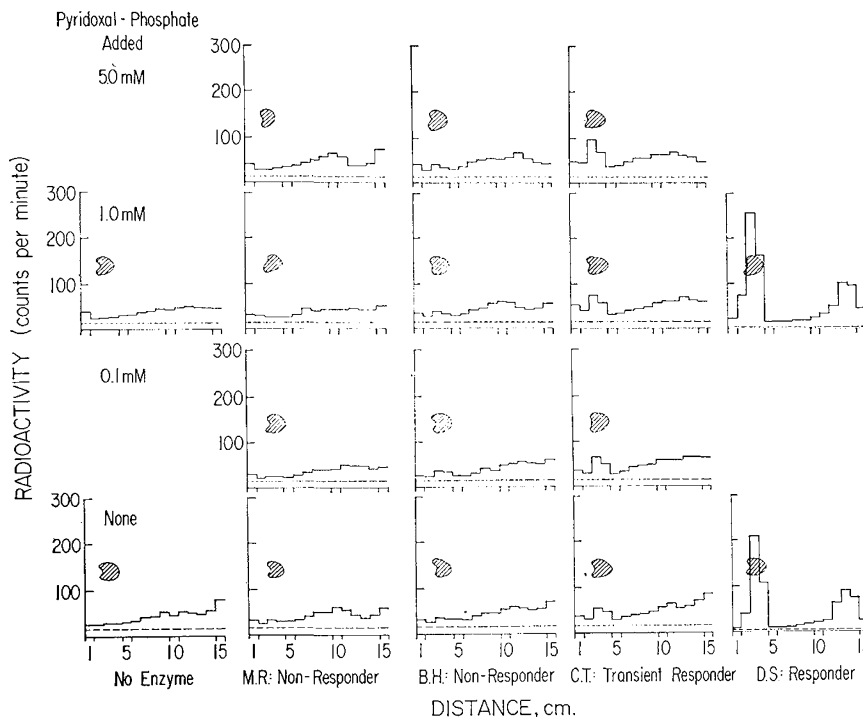 Pyridoxal-Phosphate
Added
5.0 mM
300
200
100
1.0 mM
300
200
100
0.1 mM
300
200
100
None
300
200
100
RADIOACTIVITY (counts per minute)
1 5 10 15
1 5 10 15
1 5 10 15
1 5 10 15
1 5 10 15
No Enzyme
M.R.: Non-Responder
B.H.: Non-Responder
C.T.: Transient Responder
D.S.: Responder
DISTANCE, cm.